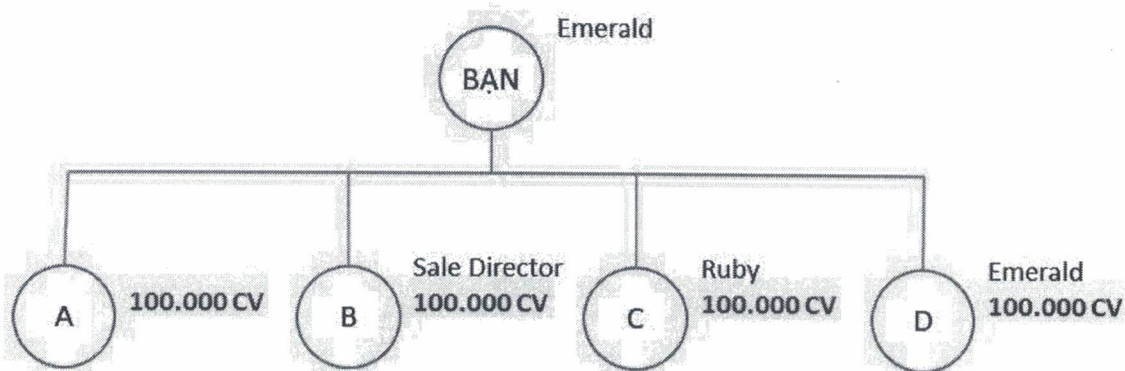 Emerald
BẠN
A
100.000 CV
B
Sale Director
100.000 CV
C
Ruby
100.000 CV
D
Emerald
100.000 CV